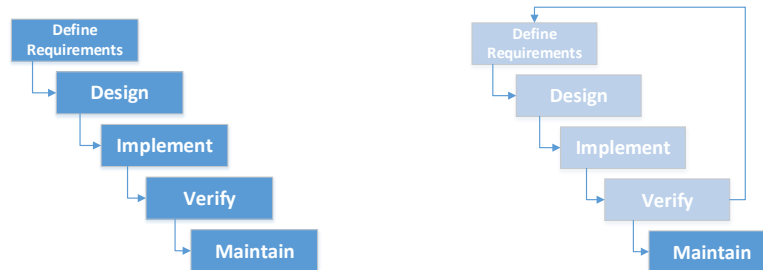 Define
Requirements
Design
Implement
Verify
Maintain
Define
Requirements
Design
Implement
Verify
Maintain